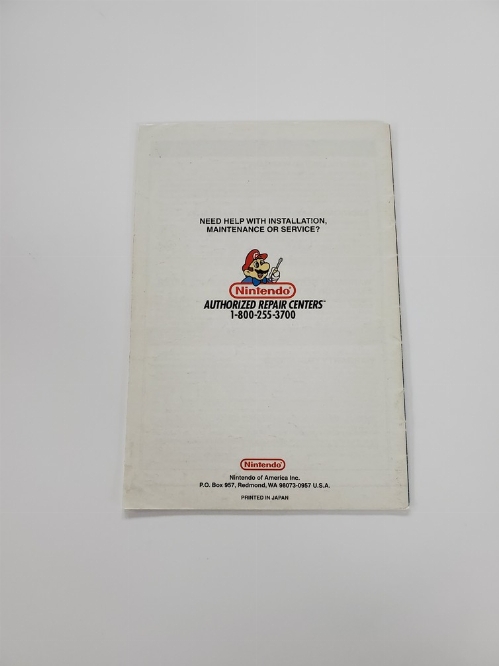 NEED HELP WITH INSTALLATION,
MAINTENANCE OR SERVICE?
Nintendo®
AUTHORIZED REPAIR CENTERS™
1-800-255-3700
Nintendo®
Nintendo of America Inc.
P.O. Box 957, Redmond, WA 98073-0957 U.S.A.
PRINTED IN JAPAN